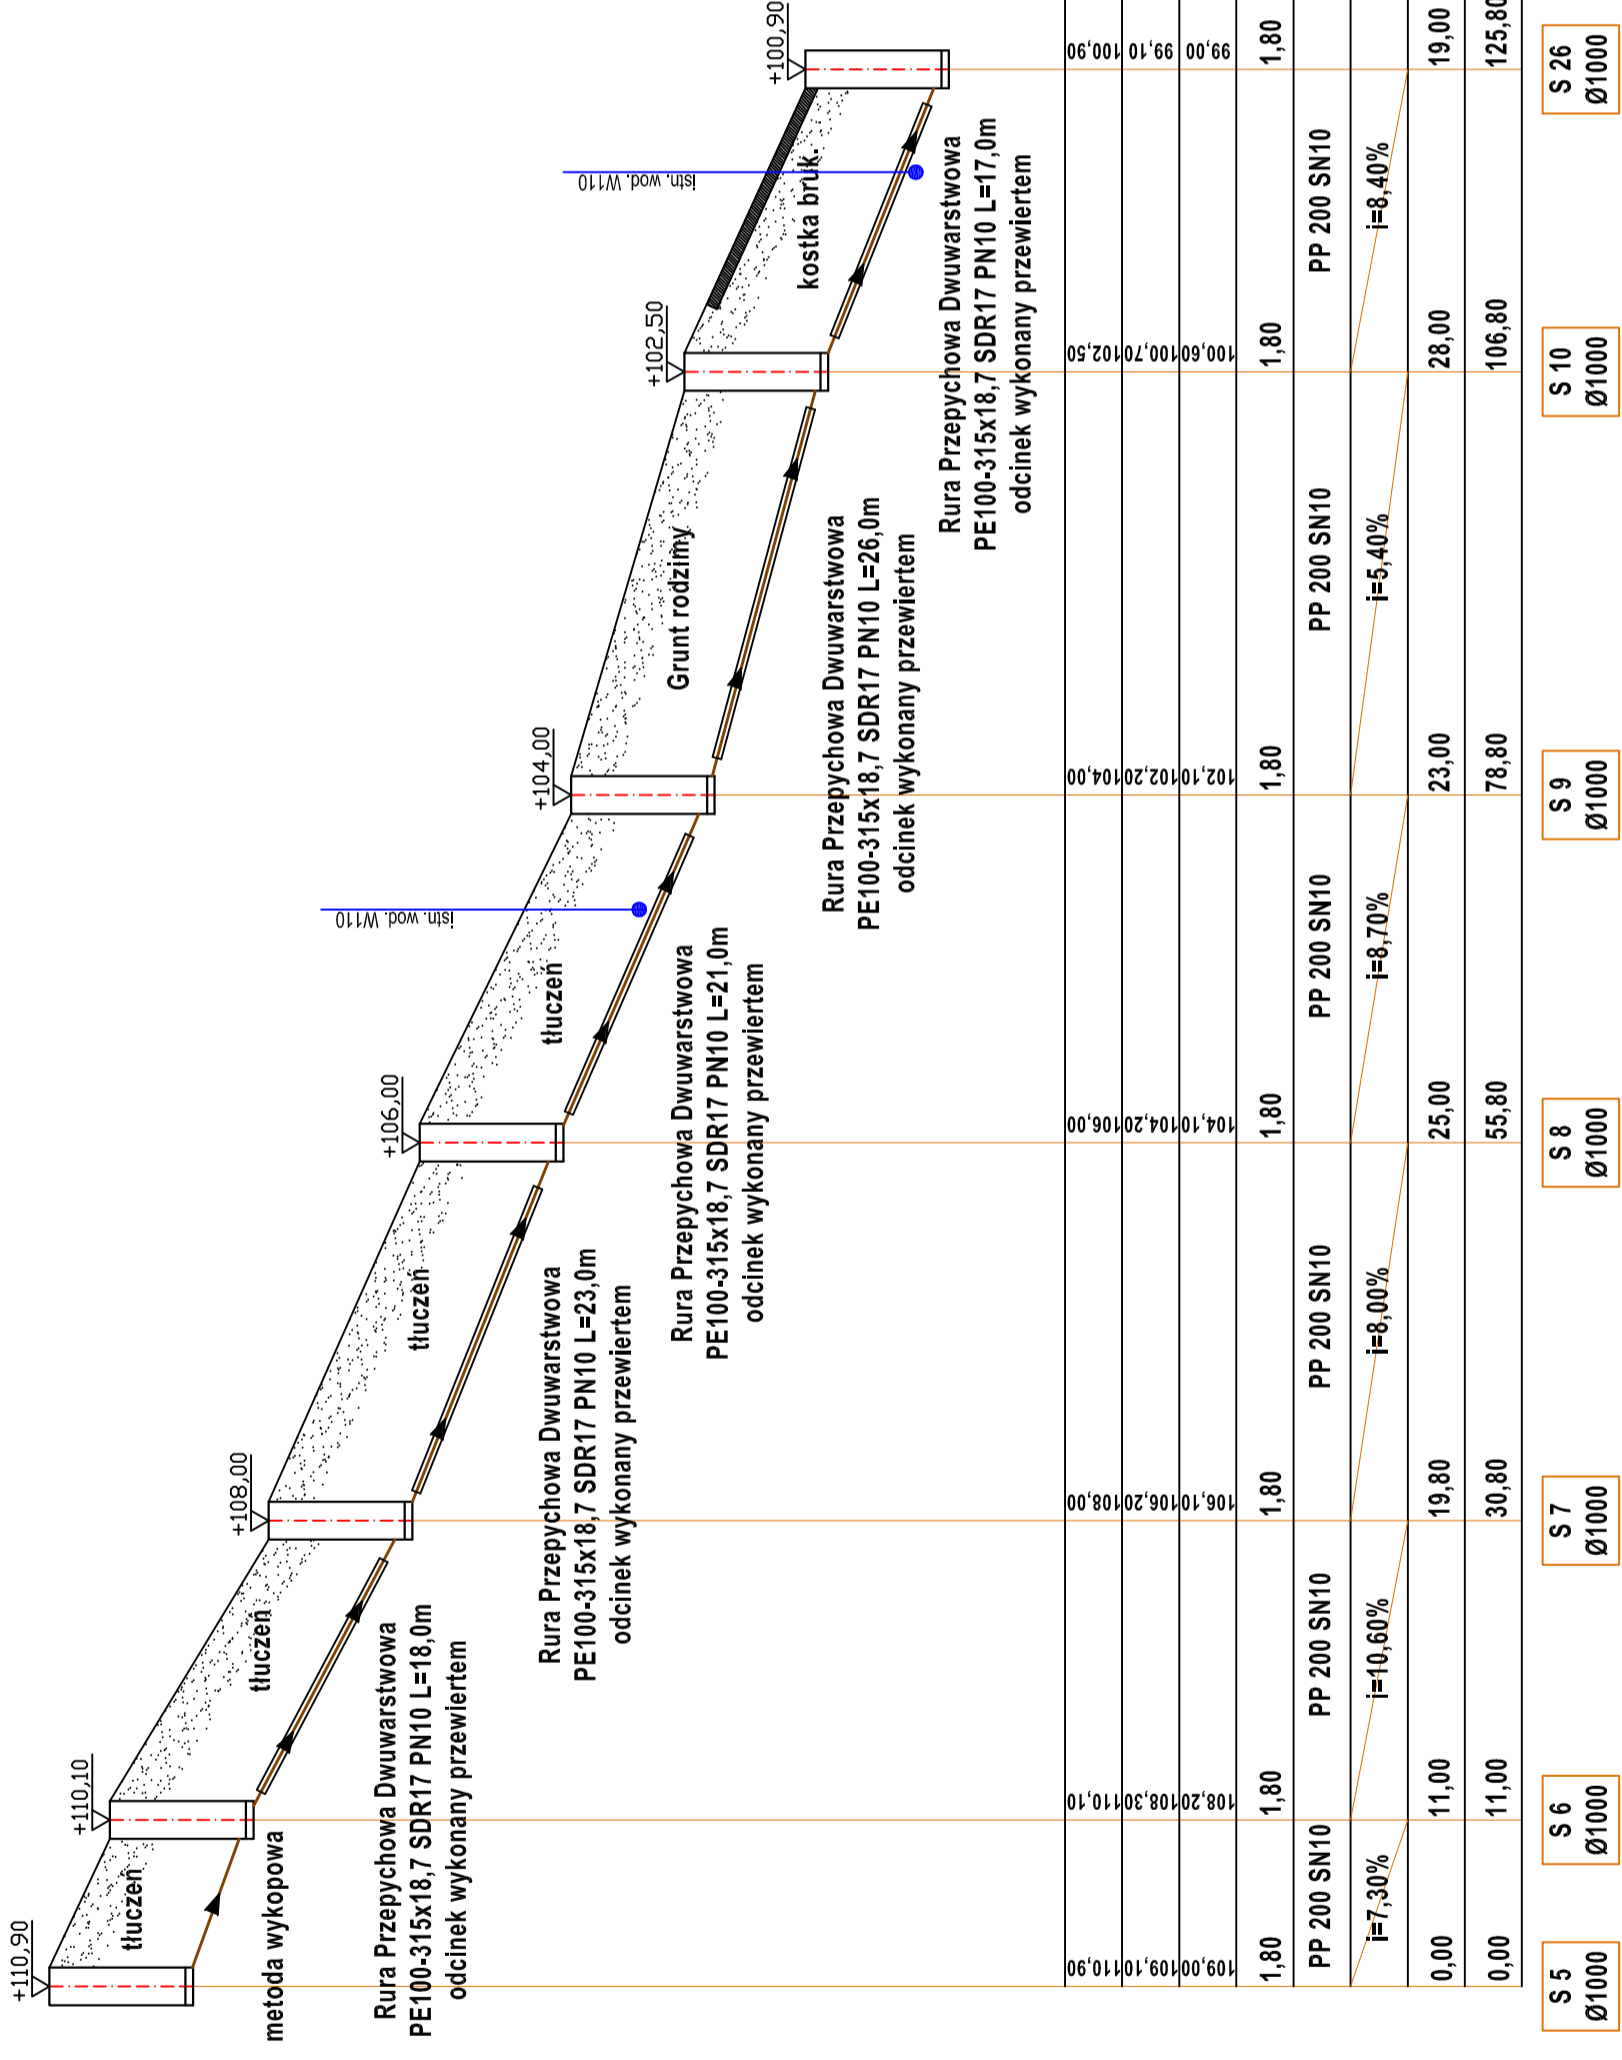 +110,90
+110,10
+108,00
+106,00
+104,00
+102,50
+100,90
tłuczeń
tłuczeń
tłuczeń
tłuczeń
Grunt rodzimy
kostka bruk.
istn. wod. W110
istn. wod. W110
metoda wykopowa
Rura Przepychowa Dwuwarstwowa
PE100-315x18,7 SDR17 PN10 L=18,0m
odcinek wykonany przewiertem
Rura Przepychowa Dwuwarstwowa
PE100-315x18,7 SDR17 PN10 L=23,0m
odcinek wykonany przewiertem
Rura Przepychowa Dwuwarstwowa
PE100-315x18,7 SDR17 PN10 L=21,0m
odcinek wykonany przewiertem
Rura Przepychowa Dwuwarstwowa
PE100-315x18,7 SDR17 PN10 L=26,0m
odcinek wykonany przewiertem
Rura Przepychowa Dwuwarstwowa
PE100-315x18,7 SDR17 PN10 L=17,0m
odcinek wykonany przewiertem
110,90 110,10 108,00 106,00 104,00 102,50 100,90
109,10 108,30 106,20 104,20 102,20 100,70 99,10
109,00 108,20 106,10 104,10 102,10 100,60 99,00
1,80 1,80 1,80 1,80 1,80 1,80 1,80
PP 200 SN10 PP 200 SN10 PP 200 SN10 PP 200 SN10 PP 200 SN10 PP 200 SN10
i=7,30% i=10,60% i=8,00% i=8,70% i=5,40% i=8,40%
0,00 11,00 19,80 25,00 23,00 28,00 19,00
0,00 11,00 30,80 55,80 78,80 106,80 125,80
S 5
Ø1000
S 6
Ø1000
S 7
Ø1000
S 8
Ø1000
S 9
Ø1000
S 10
Ø1000
S 26
Ø1000